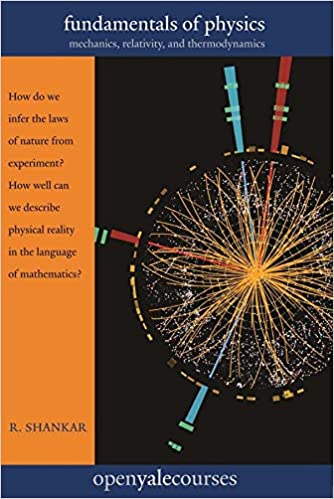 fundamentals of physics
mechanics, relativity, and thermodynamics
How do we
infer the laws
of nature from
experiment?
How well can
we describe
physical reality
in the language
of mathematics?
R. SHANKAR
openyalecourses